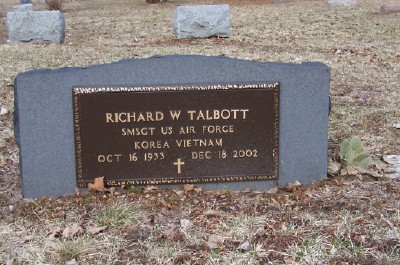 RICHARD W TALBOTT
SMSGT US AIR FORCE
KOREA VIETNAM
OCT 16 1933 DEC 18 2002